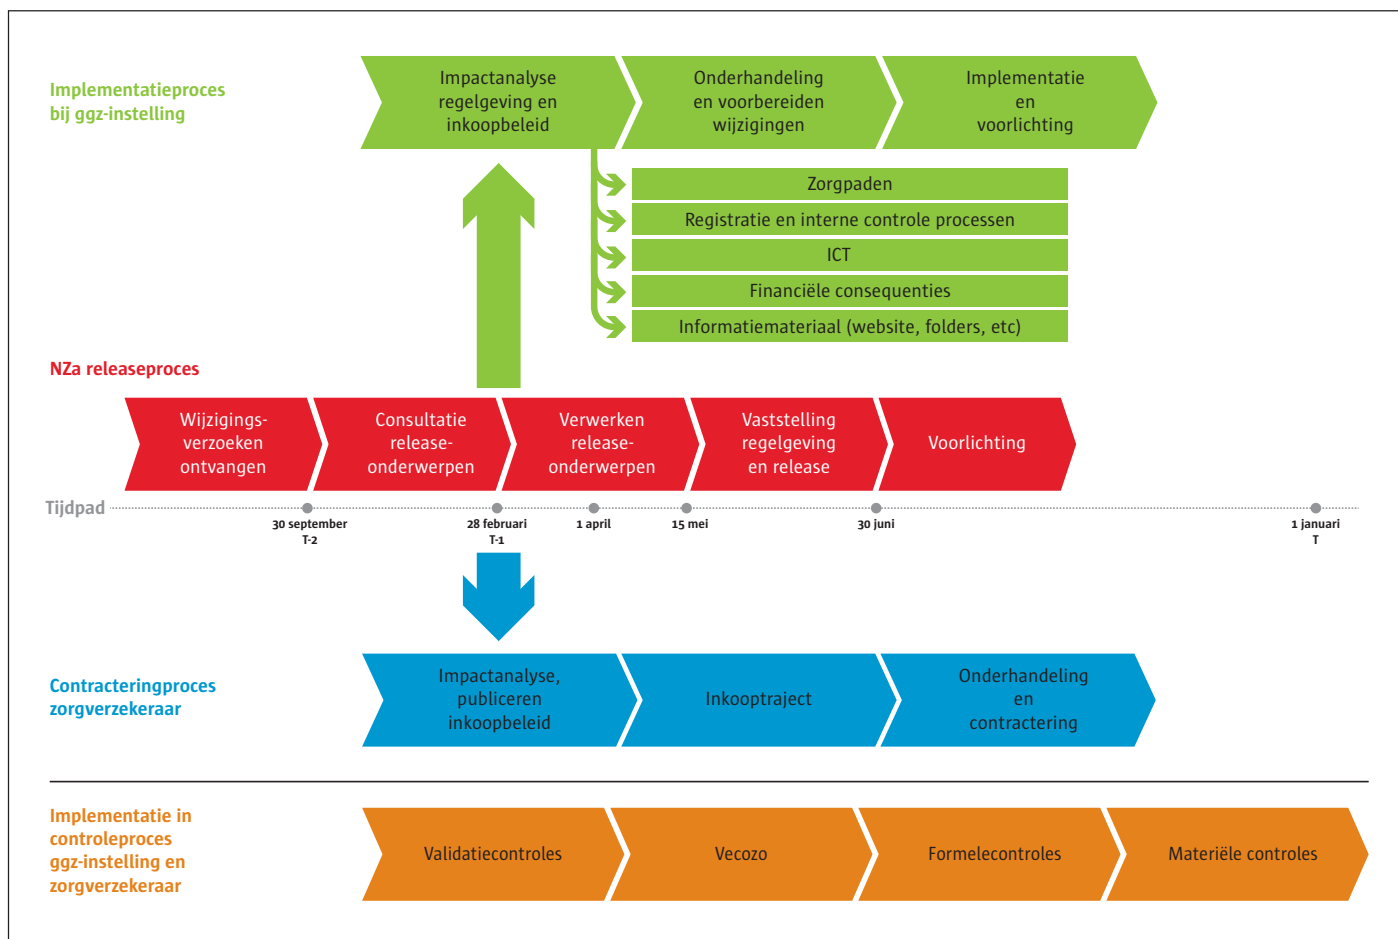 Implementatieproces
bij ggz-instelling
Impactanalyse
regelgeving en
inkoopbeleid
Onderhandeling
en voorbereiden
wijzigingen
Implementatie
en
voorlichting
Zorgpaden
Registratie en interne controle processen
ICT
Financiële consequenties
Informatiemateriaal (website, folders, etc)
NZa releaseproces
Wijzigings-
verzoeken
ontvangen
Consultatie
release-
onderwerpen
Verwerken
release-
onderwerpen
Vaststelling
regelgeving
en release
Voorlichting
Tijdpad
30 september
T-2
28 februari
T-1
1 april
15 mei
30 juni
1 januari
T
Contracteringproces
zorgverzekeraar
Impactanalyse,
publiceren
inkoopbeleid
Inkooptraject
Onderhandeling
en
contractering
Implementatie in
controleproces
ggz-instelling en
zorgverzekeraar
Validatiecontroles
Vecozo
Formelecontroles
Materiële controles